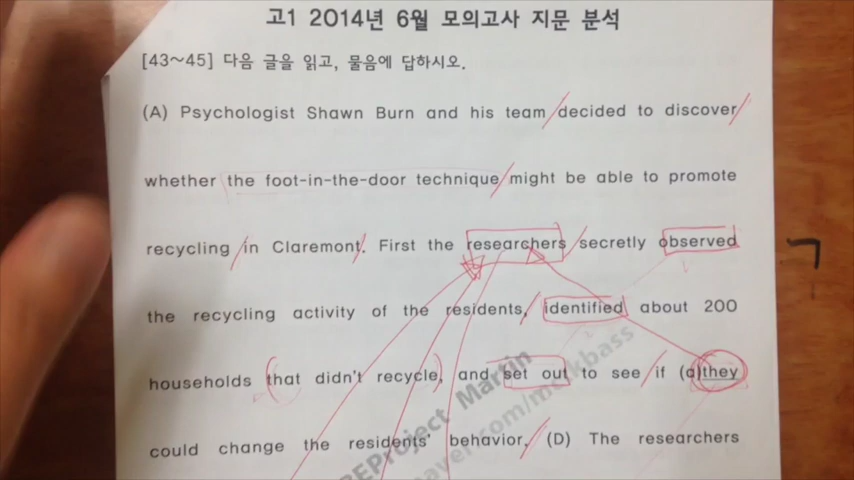 고1 2014년 6월 모의고사 지문 분석
[43~45] 다음 글을 읽고, 물음에 답하시오.
(A) Psychologist Shawn Burn and his team decided to discover
whether the foot-in-the-door technique might be able to promote
recycling in Claremont. First the researchers secretly observed
the recycling activity of the residents, identified about 200
households that didn't recycle, and set out to see if (a)they
could change the residents' behavior. (D) The researchers